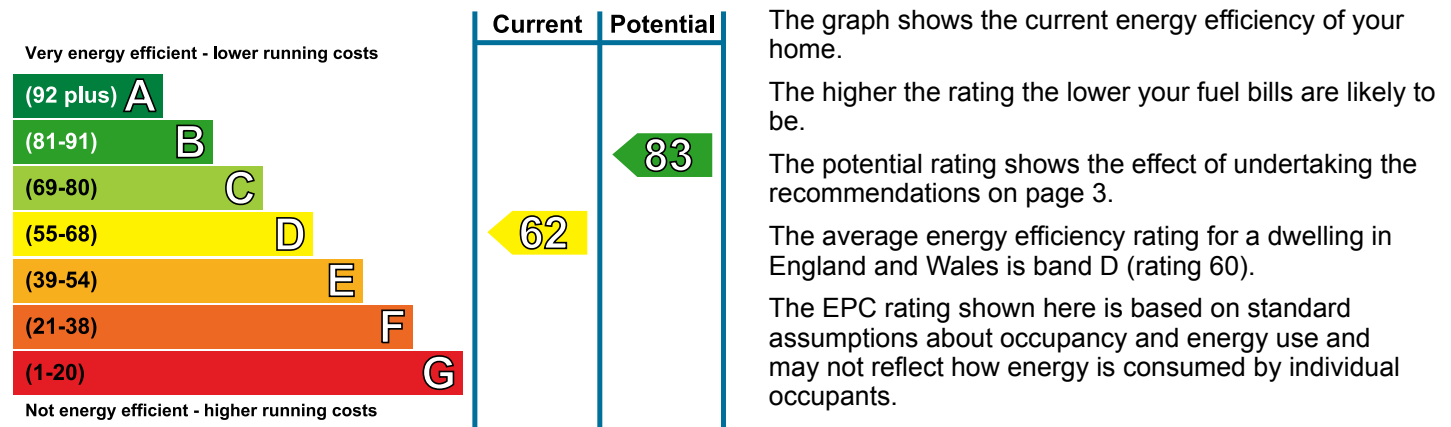 Current Potential
Very energy efficient - lower running costs
(92 plus) A
(81-91) B
83
(69-80) C
(55-68) D
62
(39-54) E
(21-38) F
(1-20) G
Not energy efficient - higher running costs
The graph shows the current energy efficiency of your
home.
The higher the rating the lower your fuel bills are likely to
be.
The potential rating shows the effect of undertaking the
recommendations on page 3.
The average energy efficiency rating for a dwelling in
England and Wales is band D (rating 60).
The EPC rating shown here is based on standard
assumptions about occupancy and energy use and
may not reflect how energy is consumed by individual
occupants.